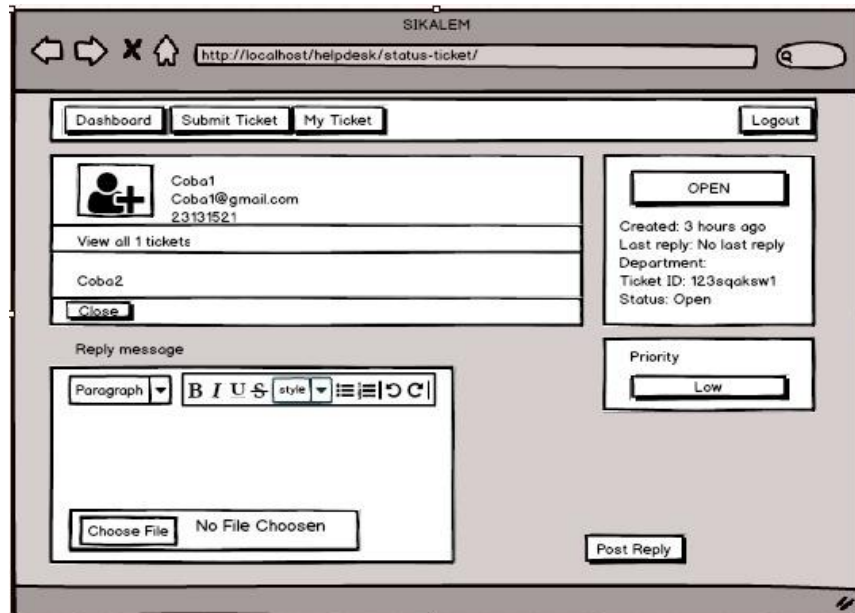 SIKALEM
http://localhost/helpdesk/status-ticket/
Dashboard Submit Ticket My Ticket Logout
Coba1
Coba1@gmail.com
23131521
View all 1 tickets
Coba2
Close
OPEN
Created: 3 hours ago
Last reply: No last reply
Department:
Ticket ID: 123sqaksw1
Status: Open
Priority
Low
Reply message
Paragraph B I U S style
Choose File No File Choosen
Post Reply